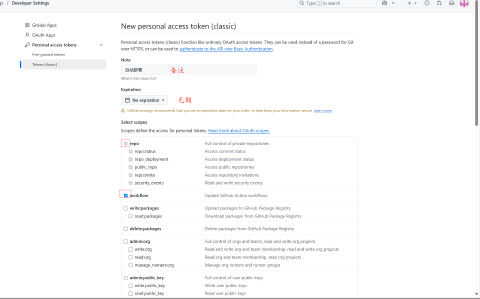 Developer Settings
Type / to search
GitHub Apps
OAuth Apps
Personal access tokens
Fine-grained tokens
Tokens (classic)
New personal access token (classic)
Personal access tokens (classic) function like ordinary OAuth access tokens. They can be used instead of a password for Git
over HTTPS, or can be used to authenticate to the API over Basic Authentication.
Note
自动部署
备注
What's this token for?
Expiration
No expiration
无期
GitHub strongly recommends that you set an expiration date for your token to help keep your information secure. Learn more
Select scopes
Scopes define the access for personal tokens. Read more about OAuth scopes.
repo Full control of private repositories
repo:status Access commit status
repo_deployment Access deployment status
public_repo Access public repositories
repo:invite Access repository invitations
security_events Read and write security events
workflow Update GitHub Action workflows
write:packages Upload packages to GitHub Package Registry
read:packages Download packages from GitHub Package Registry
delete:packages Delete packages from GitHub Package Registry
admin:org Full control of orgs and teams, read and write org projects
write:org Read and write org and team membership, read and write org projects
read:org Read org and team membership, read org projects
manage_runners:org Manage org runners and runner groups
admin:public_key Full control of user public keys
write:public_key Write user public keys
read:public_key Read user public keys